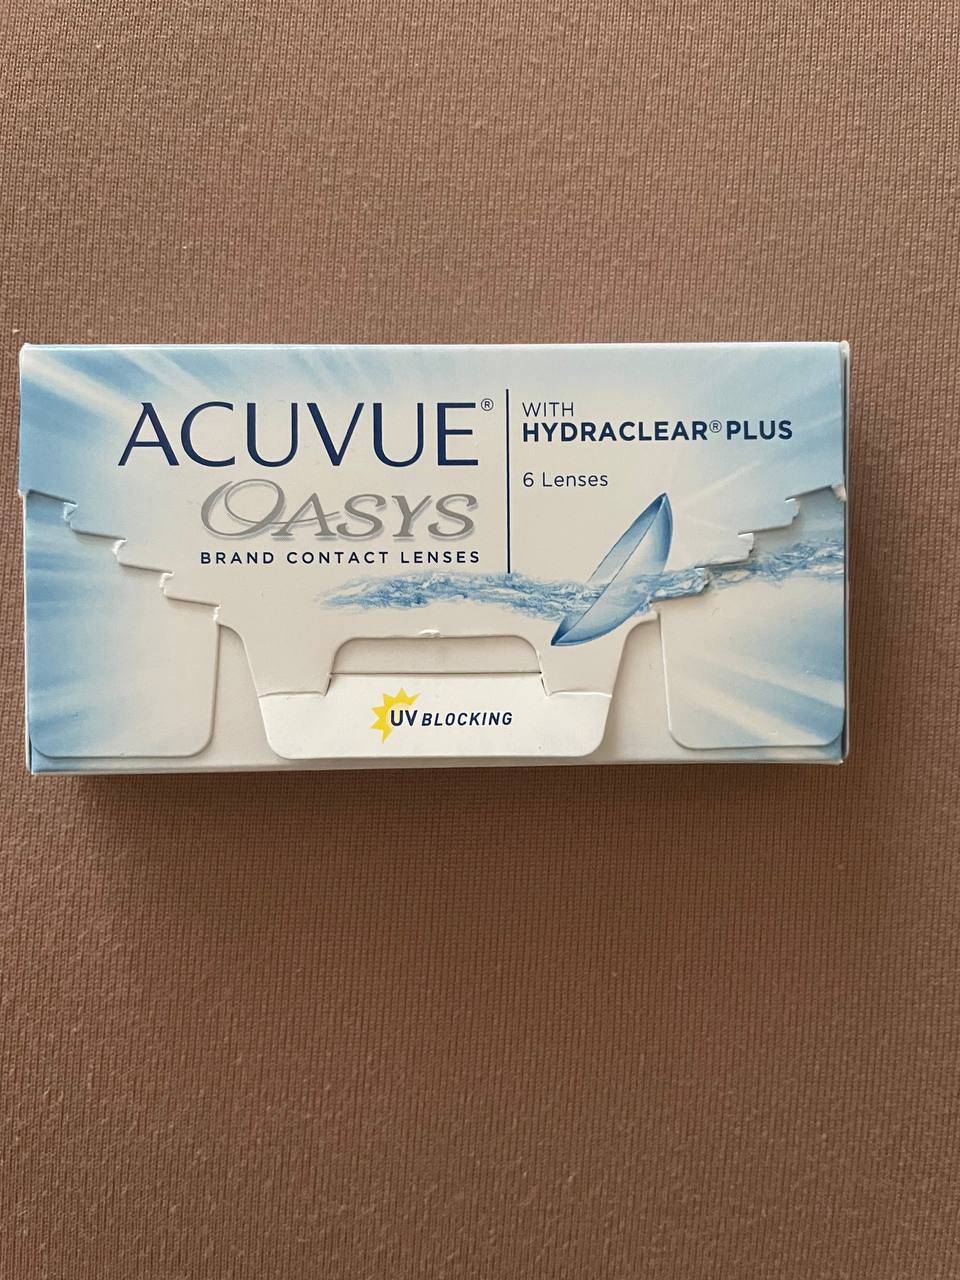 ACUVUE®
OASYS
BRAND CONTACT LENSES
WITH
HYDRACLEAR® PLUS
6 Lenses
UV BLOCKING